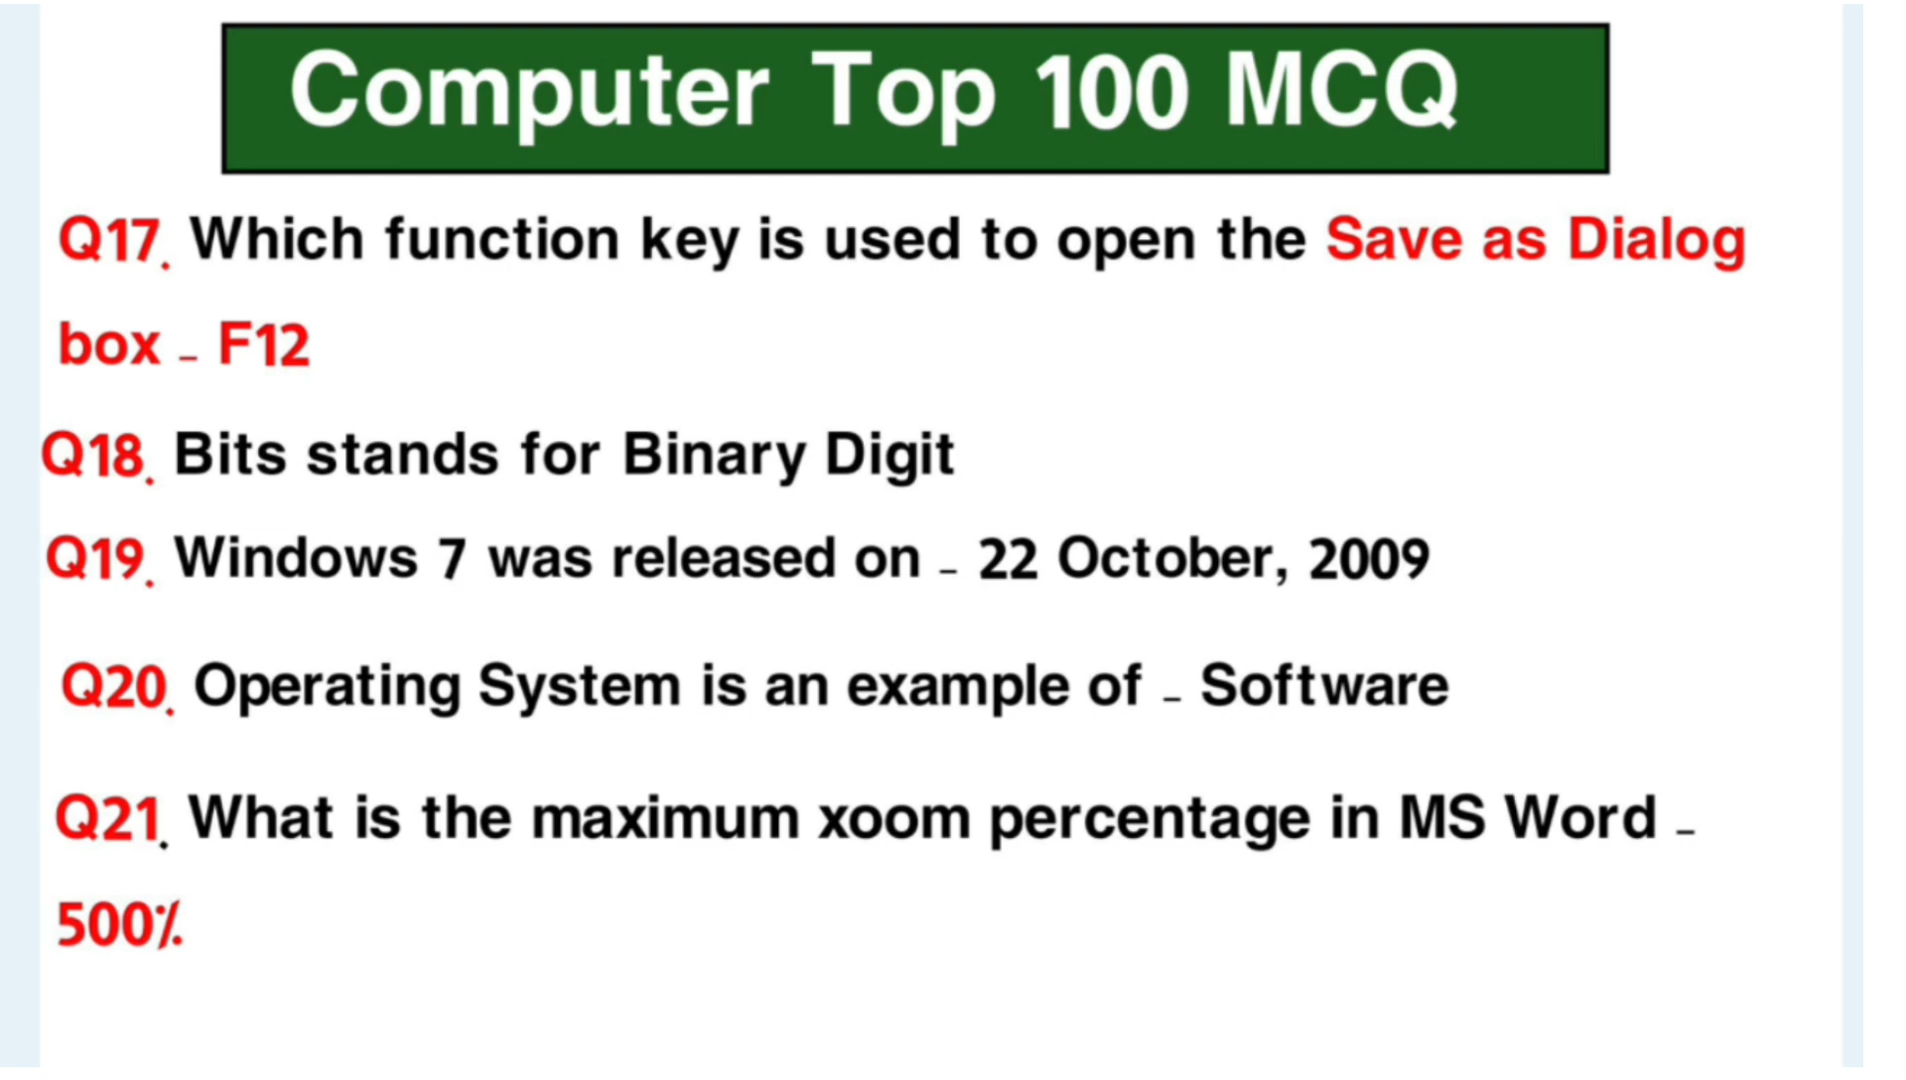 Computer Top 100 MCQ
Q17. Which function key is used to open the Save as Dialog
box - F12
Q18. Bits stands for Binary Digit
Q19. Windows 7 was released on - 22 October, 2009
Q20. Operating System is an example of - Software
Q21. What is the maximum xoom percentage in MS Word -
500%